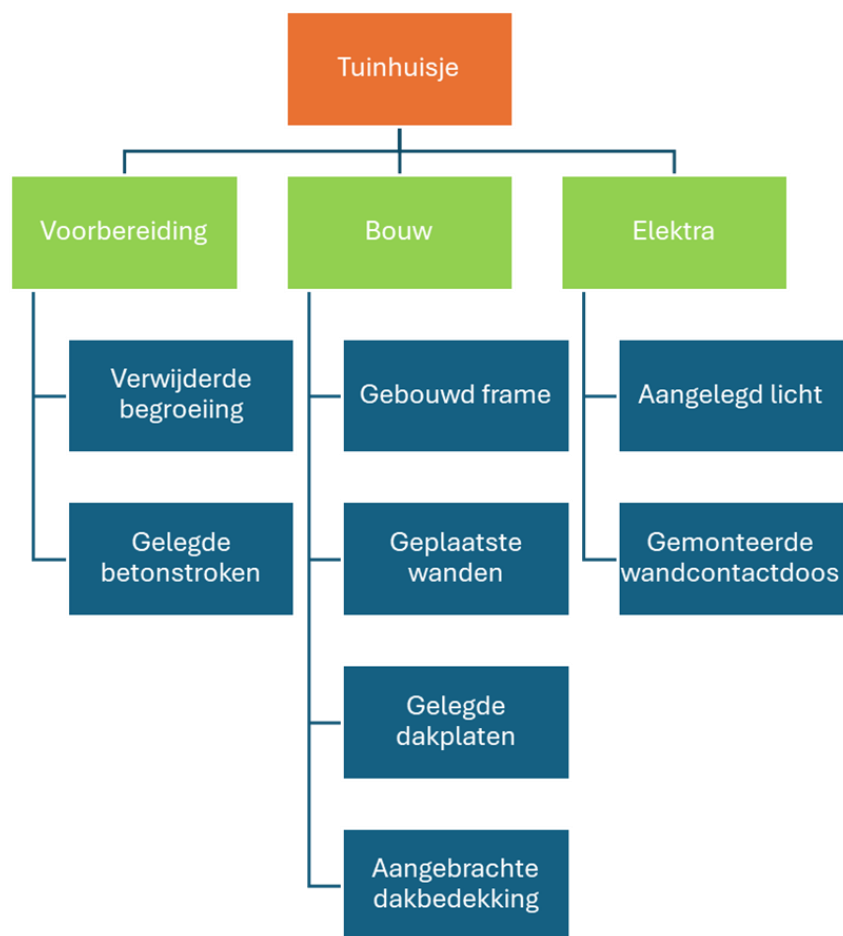 Tuinhuisje
Voorbereiding
Bouw
Elektra
Verwijderde
begroeiing
Gelegde
betonstroken
Gebouwd frame
Geplaatste
wanden
Gelegde
dakplaten
Aangebrachte
dakbedekking
Aangelegd licht
Gemonteerde
wandcontactdoos